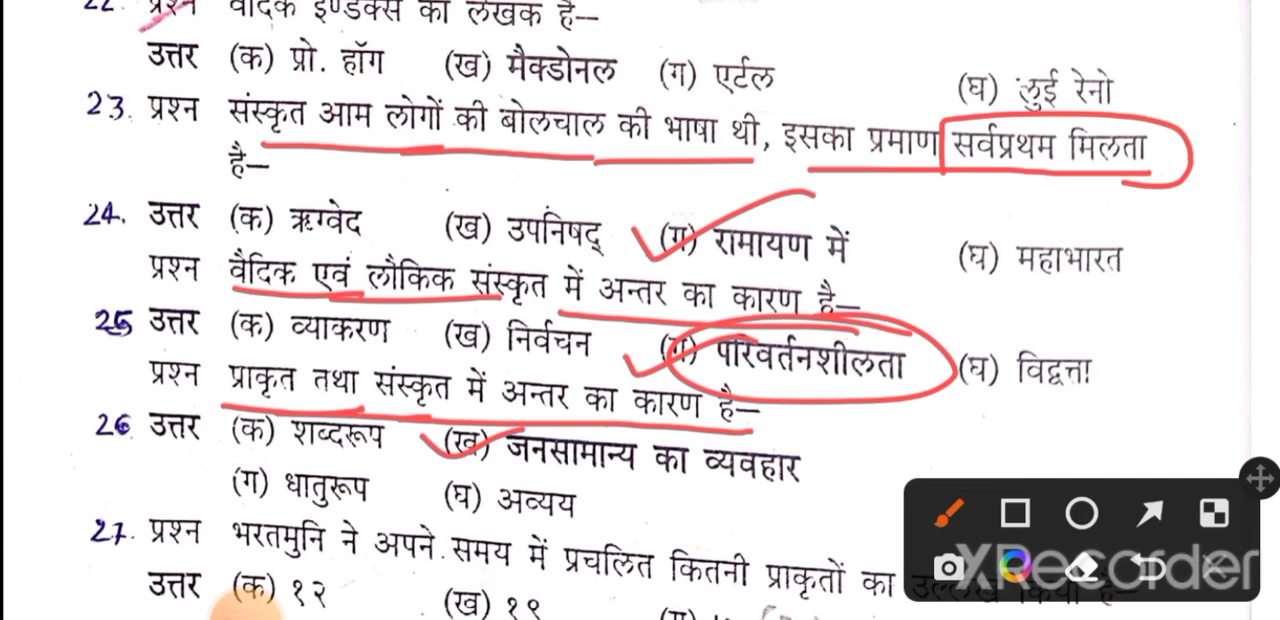 22. प्रश्न वैदिक इण्डेक्स का लेखक है—
उत्तर (क) प्रो. हॉग (ख) मैक्डोनल (ग) एर्टल (घ) लुई रेनो
23. प्रश्न संस्कृत आम लोगों की बोलचाल की भाषा थी, इसका प्रमाण सर्वप्रथम मिलता
है—
24. उत्तर (क) ऋग्वेद (ख) उपनिषद् (ग) रामायण में (घ) महाभारत
प्रश्न वैदिक एवं लौकिक संस्कृत में अन्तर का कारण है—
25 उत्तर (क) व्याकरण (ख) निर्वचन (ग) परिवर्तनशीलता (घ) विद्वत्ता
प्रश्न प्राकृत तथा संस्कृत में अन्तर का कारण है—
26 उत्तर (क) शब्दरूप (ख) जनसामान्य का व्यवहार
(ग) धातुरूप (घ) अव्यय
27. प्रश्न भरतमुनि ने अपने समय में प्रचलित कितनी प्राकृतों का उल्लेख किया है—
उत्तर (क) १२ (ख) १९
XRecorder